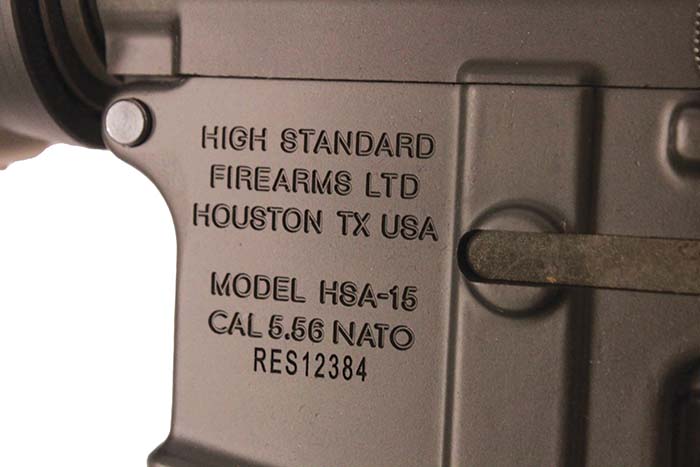 HIGH STANDARD
FIREARMS LTD
HOUSTON TX USA
MODEL HSA-15
CAL 5.56 NATO
RES12384